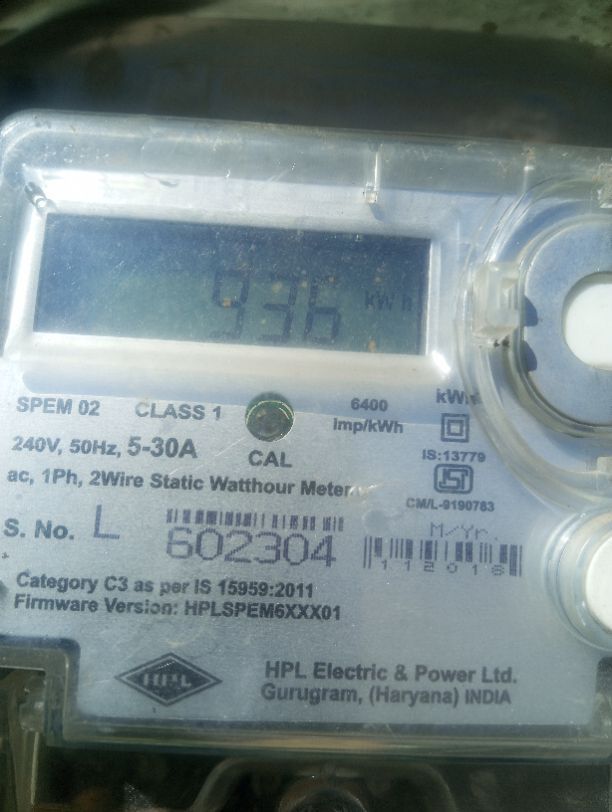 936 kWh
SPEM 02 CLASS 1 6400 imp/kWh
240V, 50Hz, 5-30A CAL IS:13779
ac, 1Ph, 2Wire Static Watthour Meter
CM/L-9190783
S. No. L 602304 M/Yr. 112018
Category C3 as per IS 15959:2011
Firmware Version: HPLSPEM6XXX01
HPL HPL Electric & Power Ltd.
Gurugram, (Haryana) INDIA